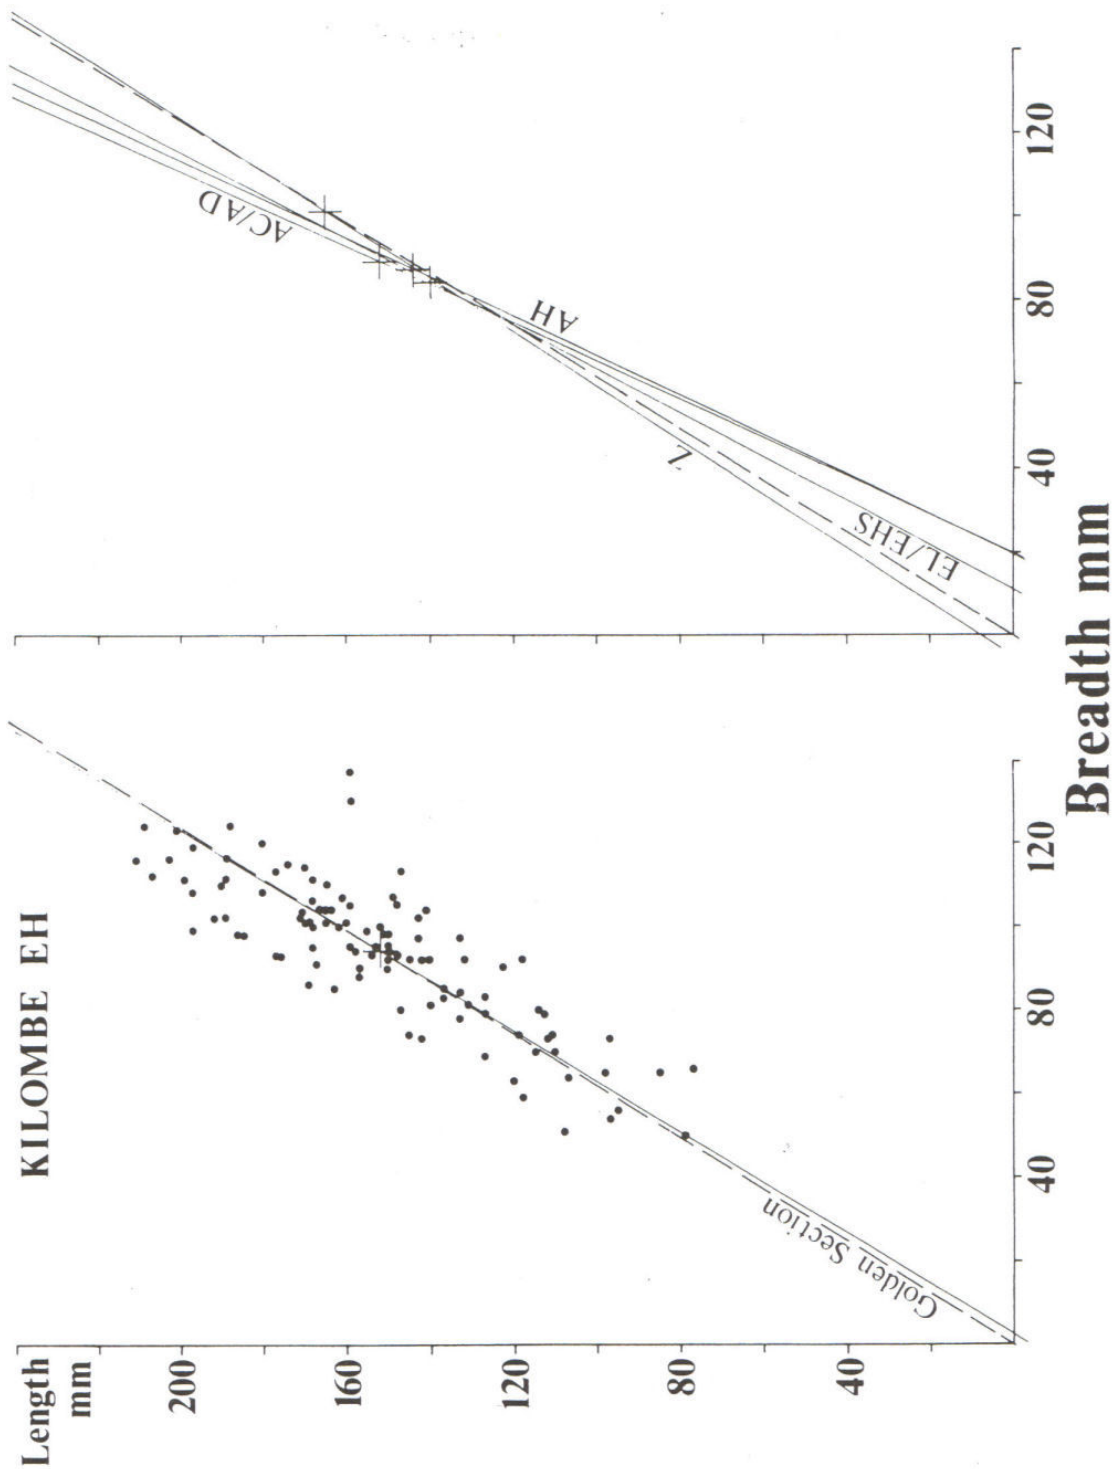 KILOMBE EH
Length
mm
200
160
120
80
40
Golden Section
40
80
120
AC/AD
AH
Z
EL/EHS
40
80
120
Breadth mm